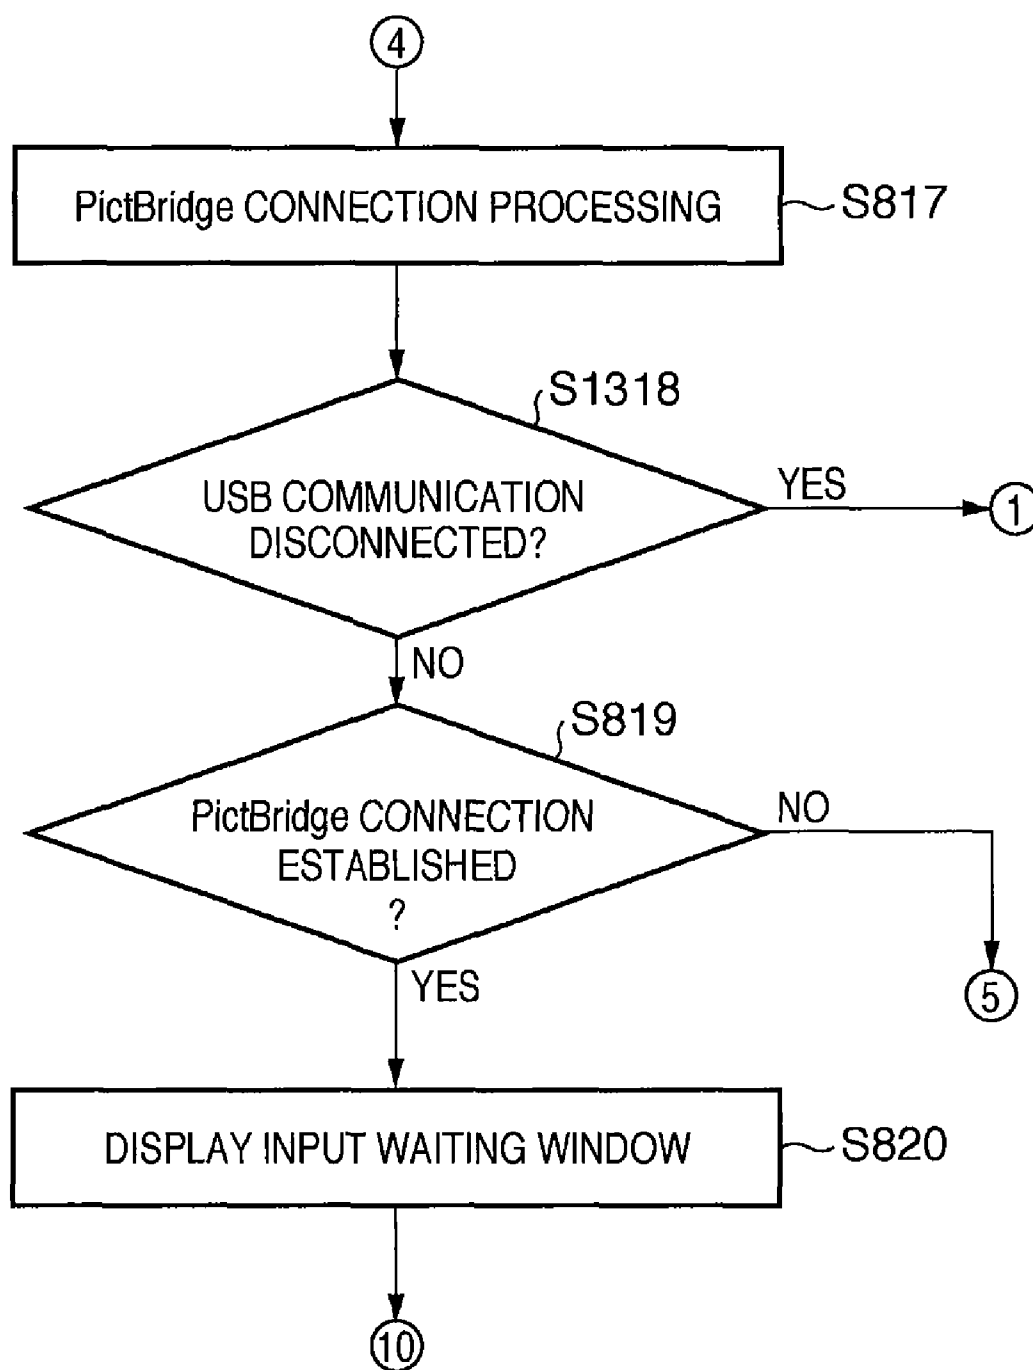 4
PictBridge CONNECTION PROCESSING
S817
S1318
USB COMMUNICATION
DISCONNECTED?
YES
1
NO
S819
PictBridge CONNECTION
ESTABLISHED
?
NO
5
YES
DISPLAY INPUT WAITING WINDOW
S820
10